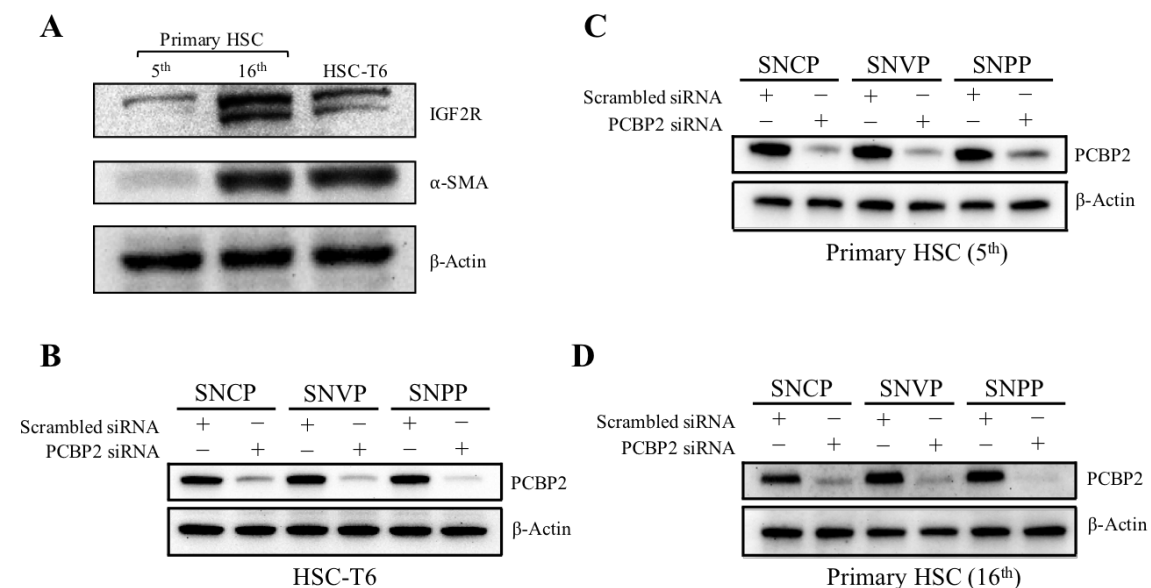 A
Primary HSC
5th 16th HSC-T6
IGF2R
α-SMA
β-Actin
B
SNCP SNVP SNPP
Scrambled siRNA + – + – + –
PCBP2 siRNA – + – + – +
PCBP2
β-Actin
HSC-T6
C
SNCP SNVP SNPP
Scrambled siRNA + – + – + –
PCBP2 siRNA – + – + – +
PCBP2
β-Actin
Primary HSC (5th)
D
SNCP SNVP SNPP
Scrambled siRNA + – + – + –
PCBP2 siRNA – + – + – +
PCBP2
β-Actin
Primary HSC (16th)